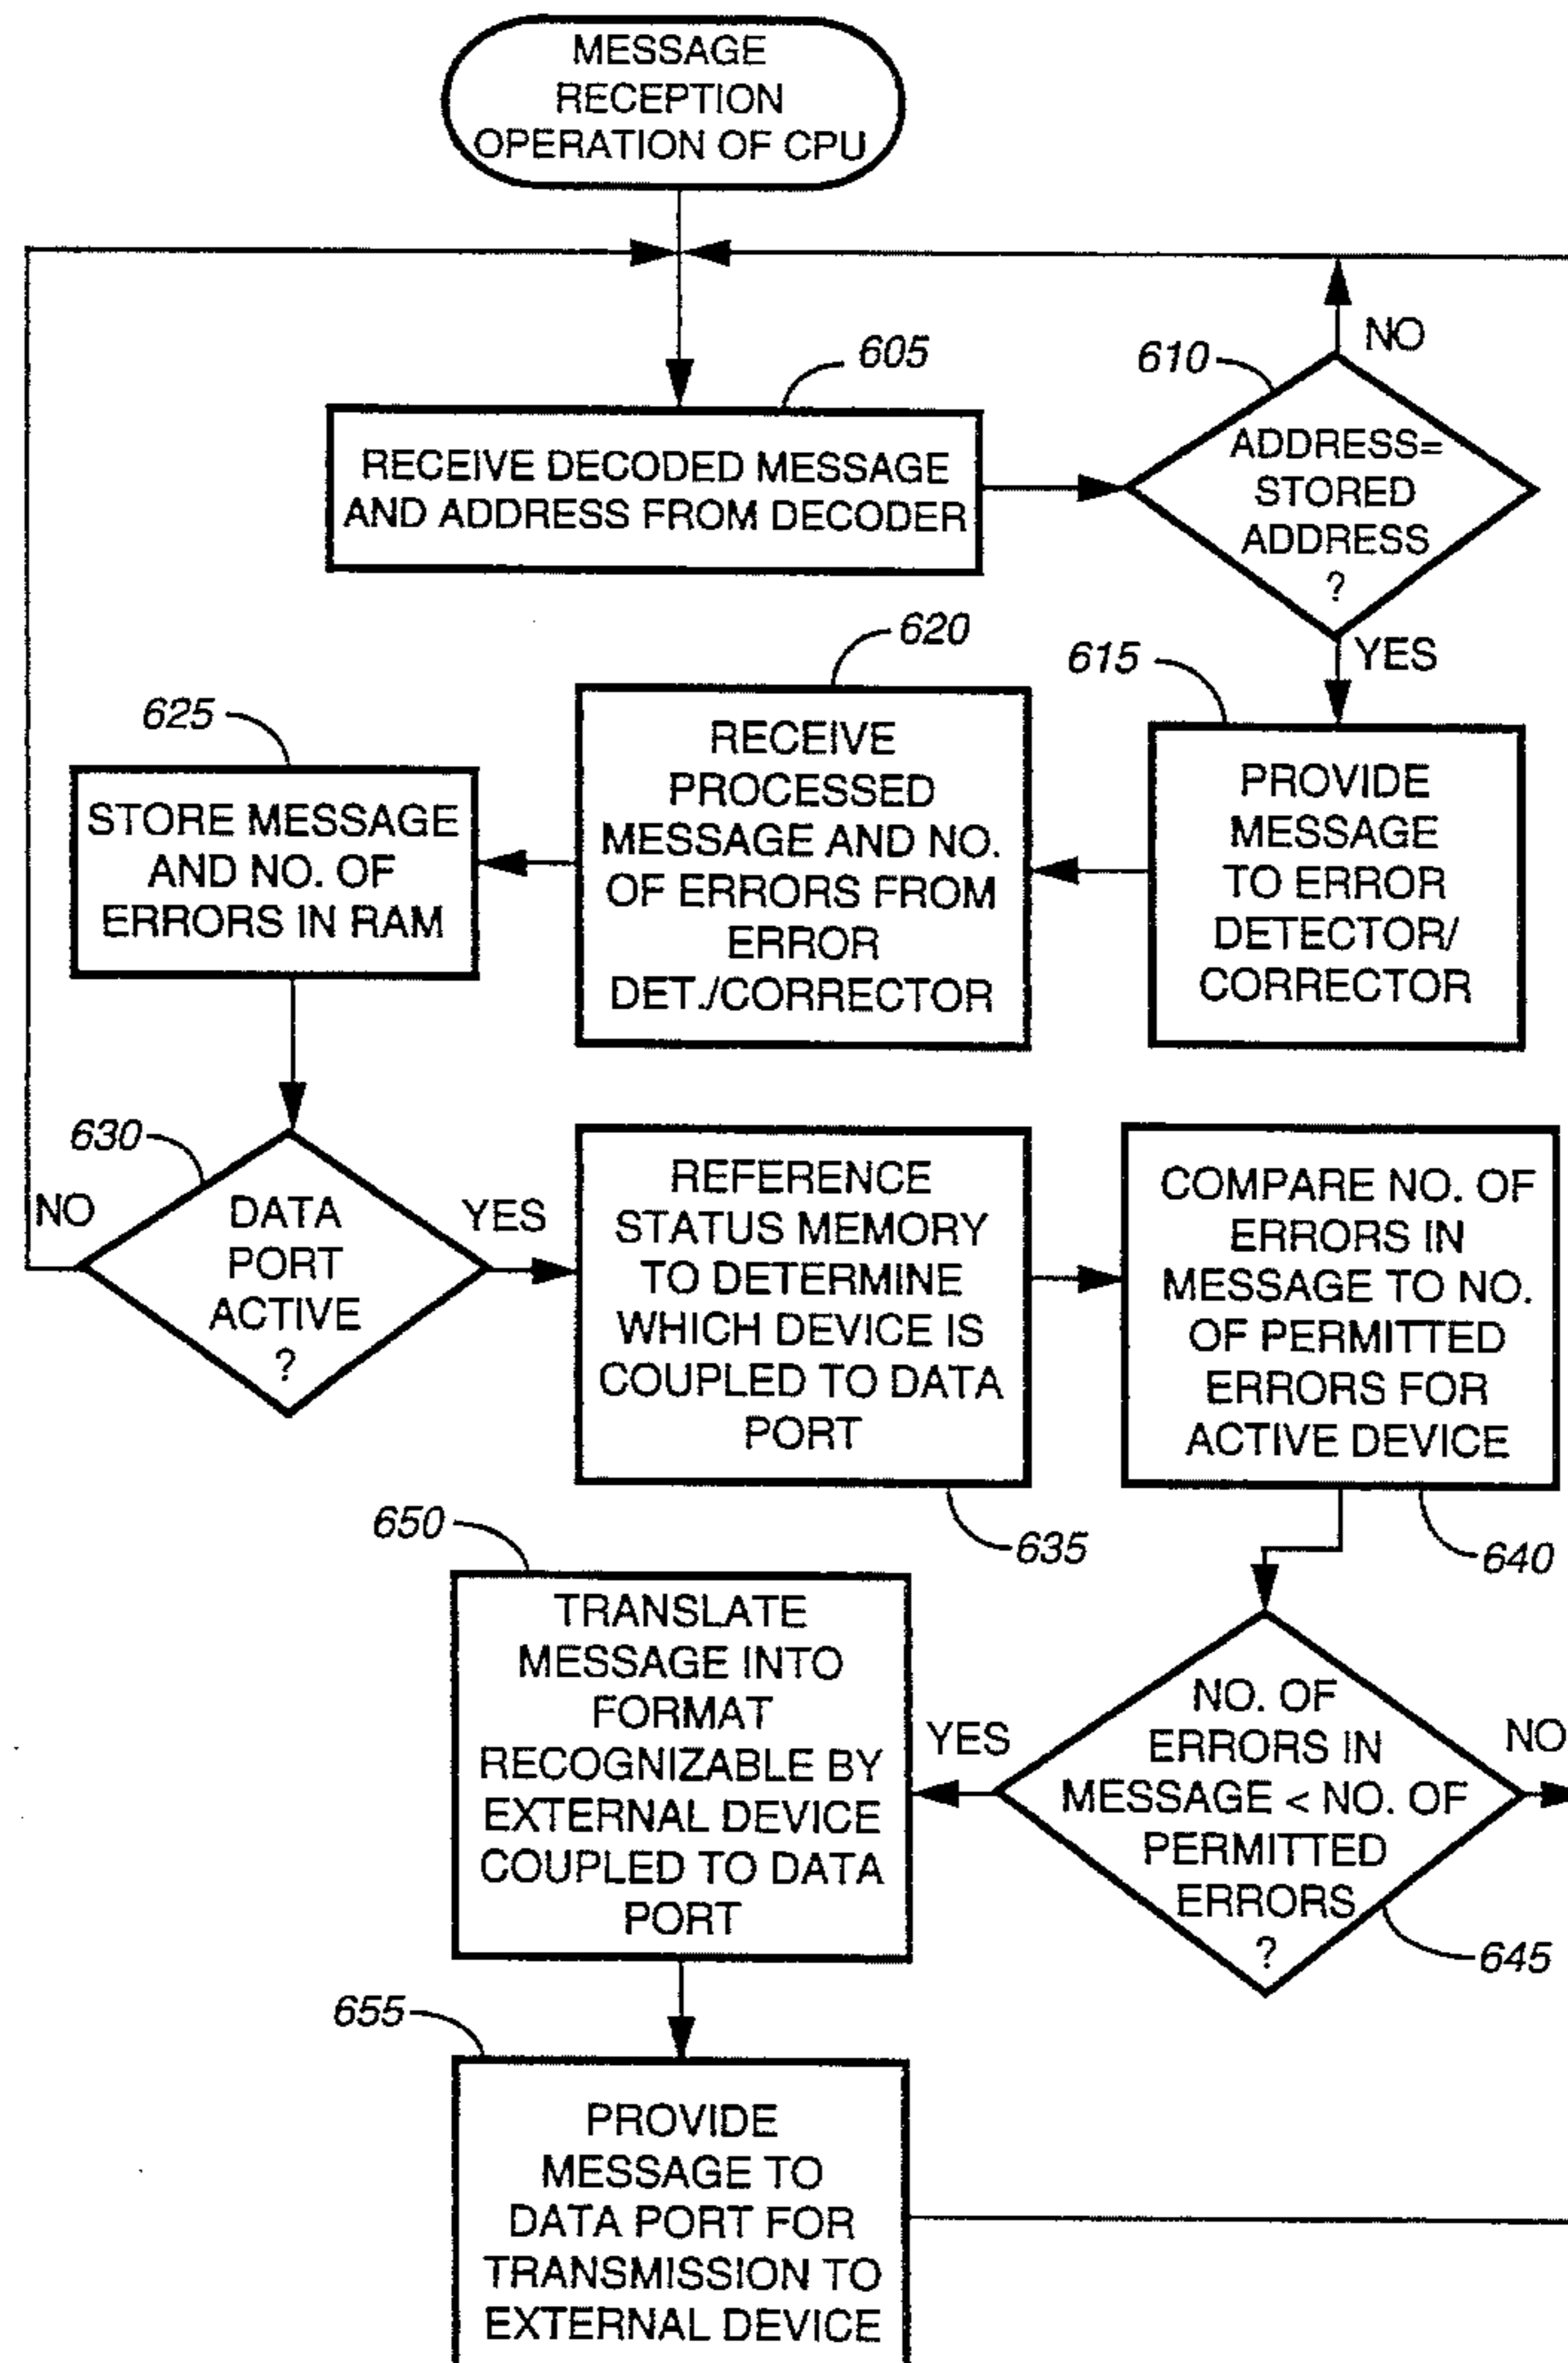 MESSAGE
RECEPTION
OPERATION OF CPU
605
RECEIVE DECODED MESSAGE
AND ADDRESS FROM DECODER
610
NO
ADDRESS=
STORED
ADDRESS
?
YES
615
PROVIDE
MESSAGE
TO ERROR
DETECTOR/
CORRECTOR
620
RECEIVE
PROCESSED
MESSAGE AND NO.
OF ERRORS FROM
ERROR
DET./CORRECTOR
625
STORE MESSAGE
AND NO. OF
ERRORS IN RAM
630
NO
DATA
PORT
ACTIVE
?
YES
REFERENCE
STATUS MEMORY
TO DETERMINE
WHICH DEVICE IS
COUPLED TO DATA
PORT
635
COMPARE NO. OF
ERRORS IN
MESSAGE TO NO.
OF PERMITTED
ERRORS FOR
ACTIVE DEVICE
640
NO. OF
ERRORS IN
MESSAGE < NO. OF
PERMITTED
ERRORS
?
645
NO
YES
650
TRANSLATE
MESSAGE INTO
FORMAT
RECOGNIZABLE BY
EXTERNAL DEVICE
COUPLED TO DATA
PORT
655
PROVIDE
MESSAGE TO
DATA PORT FOR
TRANSMISSION TO
EXTERNAL DEVICE